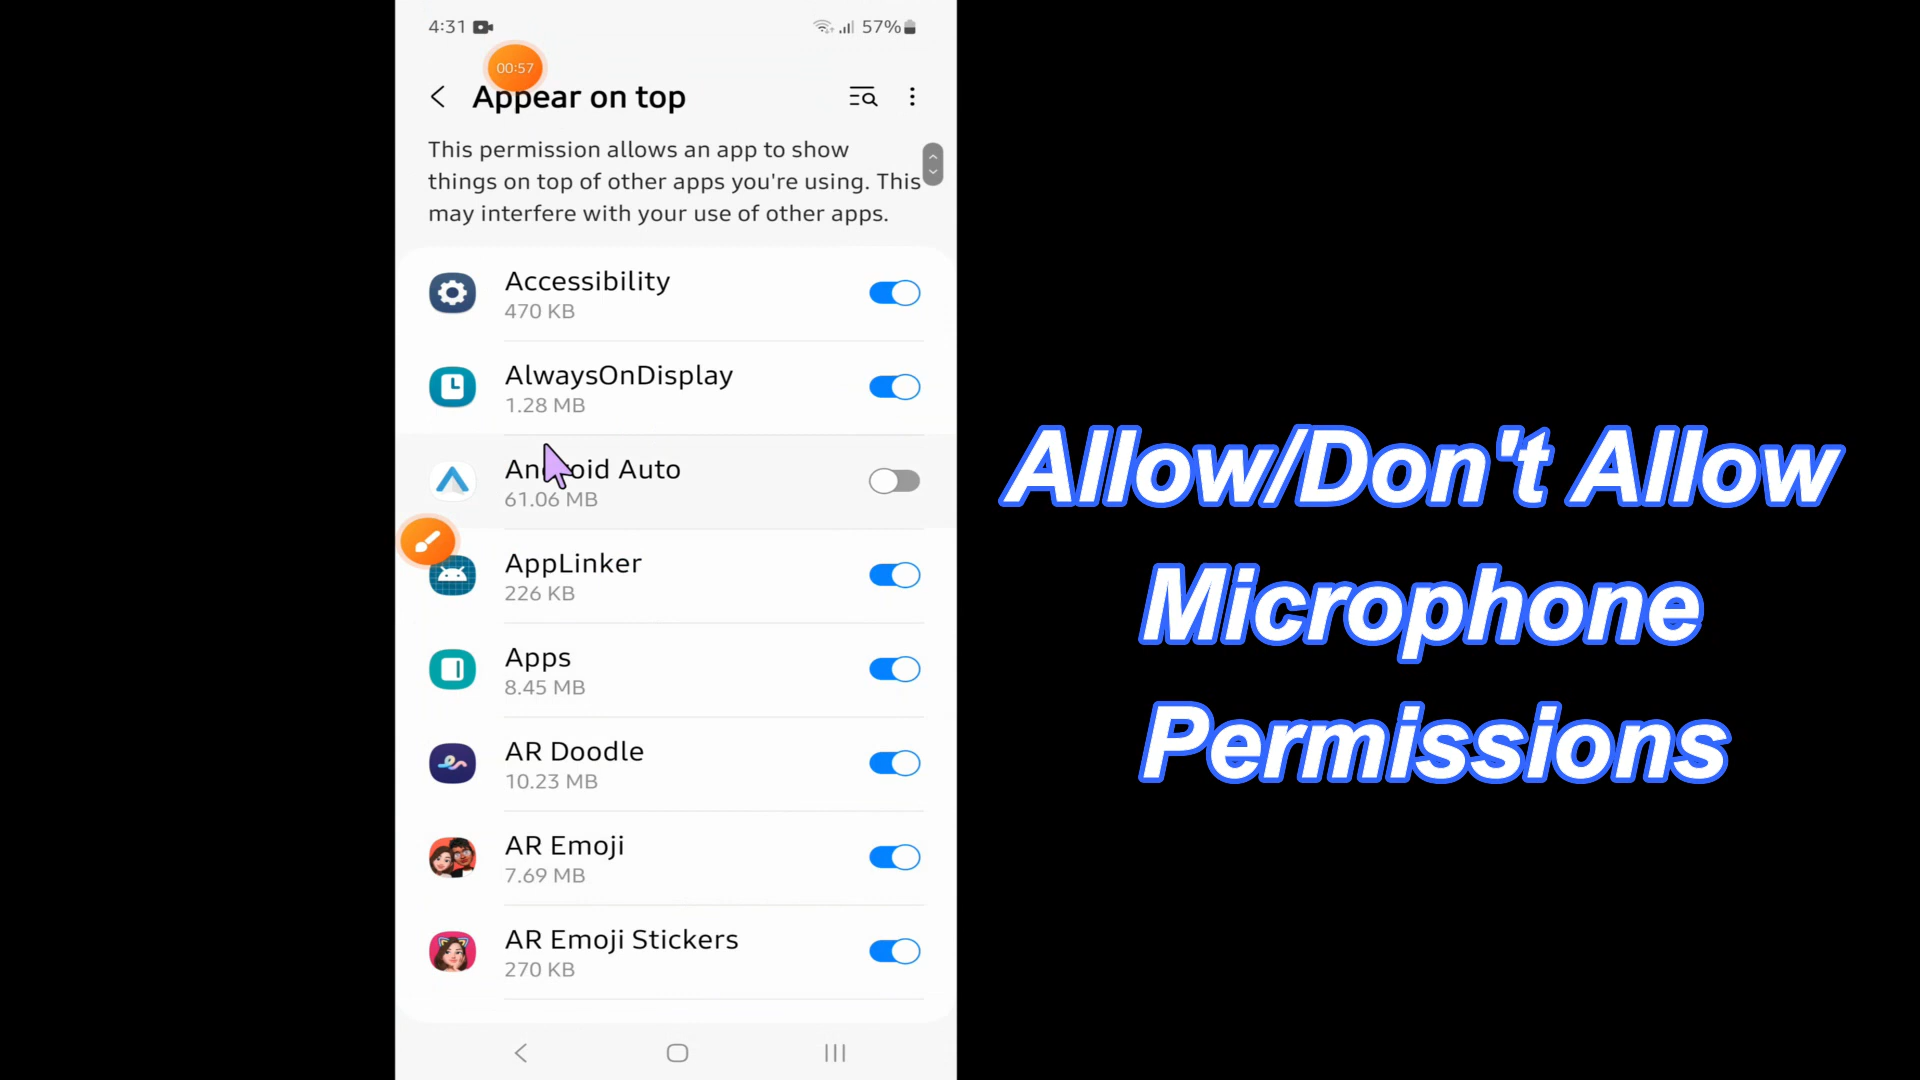 4:31
57%
00:57
Appear on top
This permission allows an app to show
things on top of other apps you're using. This
may interfere with your use of other apps.
Accessibility
470 KB
AlwaysOnDisplay
1.28 MB
Android Auto
61.06 MB
AppLinker
226 KB
Apps
8.45 MB
AR Doodle
10.23 MB
AR Emoji
7.69 MB
AR Emoji Stickers
270 KB
Allow/Don't Allow
Microphone
Permissions